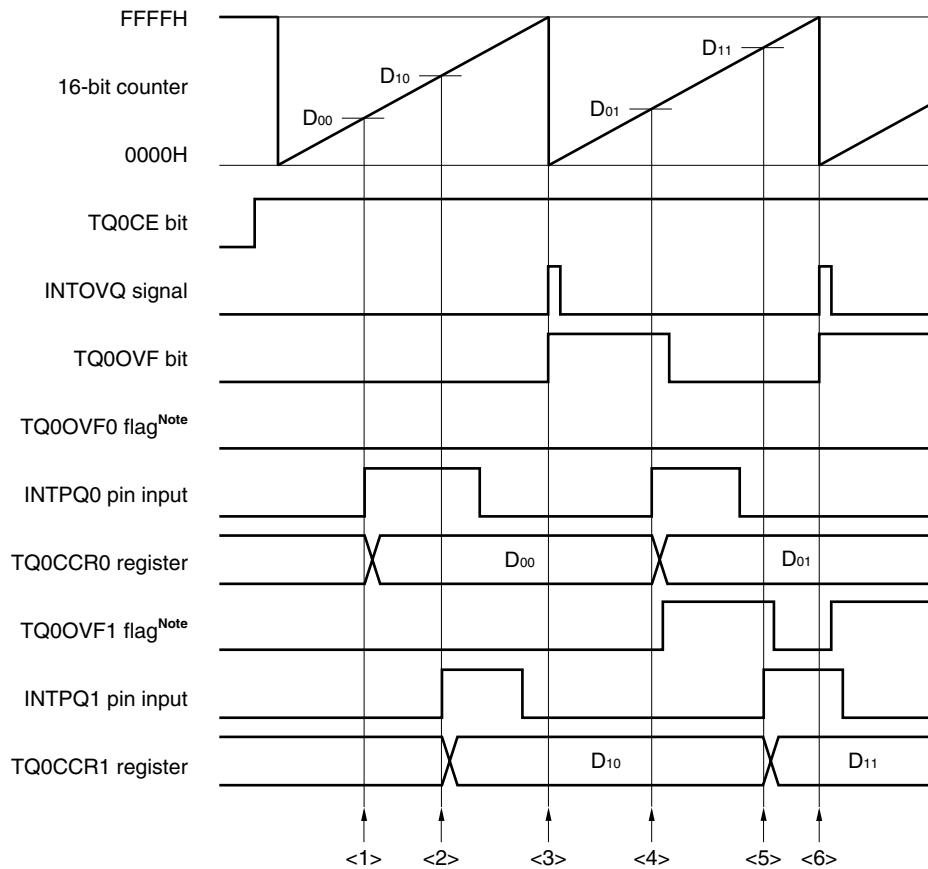 FFFFH
D11
D10
16-bit counter
D01
D00
0000H
TQ0CE bit
INTOVQ signal
TQ0OVF bit
TQ0OVF0 flagNote
INTPQ0 pin input
TQ0CCR0 register
D00
D01
TQ0OVF1 flagNote
INTPQ1 pin input
TQ0CCR1 register
D10
D11
<1> <2> <3> <4> <5> <6>